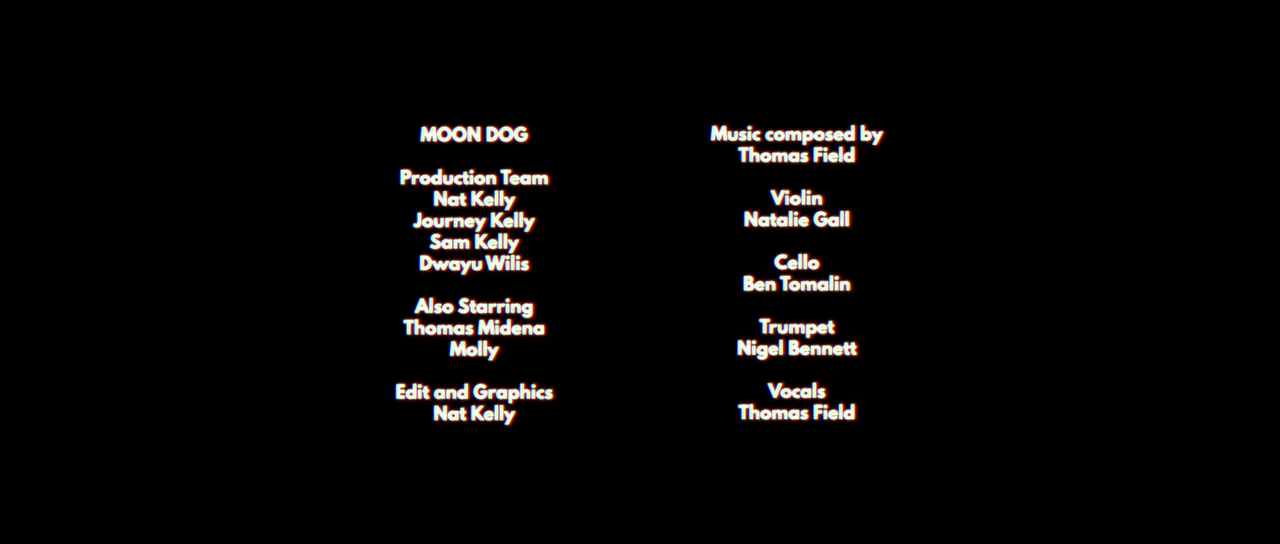 MOON DOG
Production Team
Nat Kelly
Journey Kelly
Sam Kelly
Dwayu Wilis
Also Starring
Thomas Midena
Molly
Edit and Graphics
Nat Kelly
Music composed by
Thomas Field
Violin
Natalie Gall
Cello
Ben Tomalin
Trumpet
Nigel Bennett
Vocals
Thomas Field